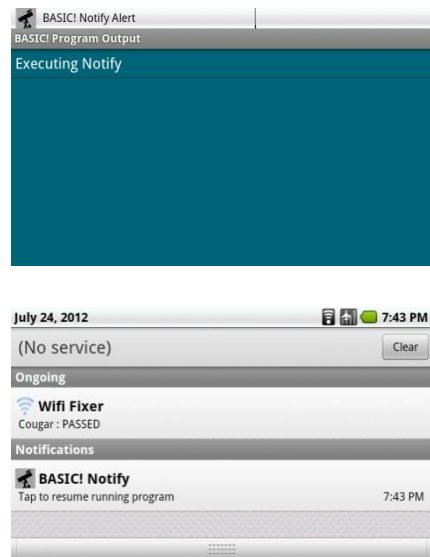 BASIC! Notify Alert
BASIC! Program Output
Executing Notify
July 24, 2012 7:43 PM
(No service) Clear
Ongoing
Wifi Fixer
Cougar : PASSED
Notifications
BASIC! Notify
Tap to resume running program 7:43 PM